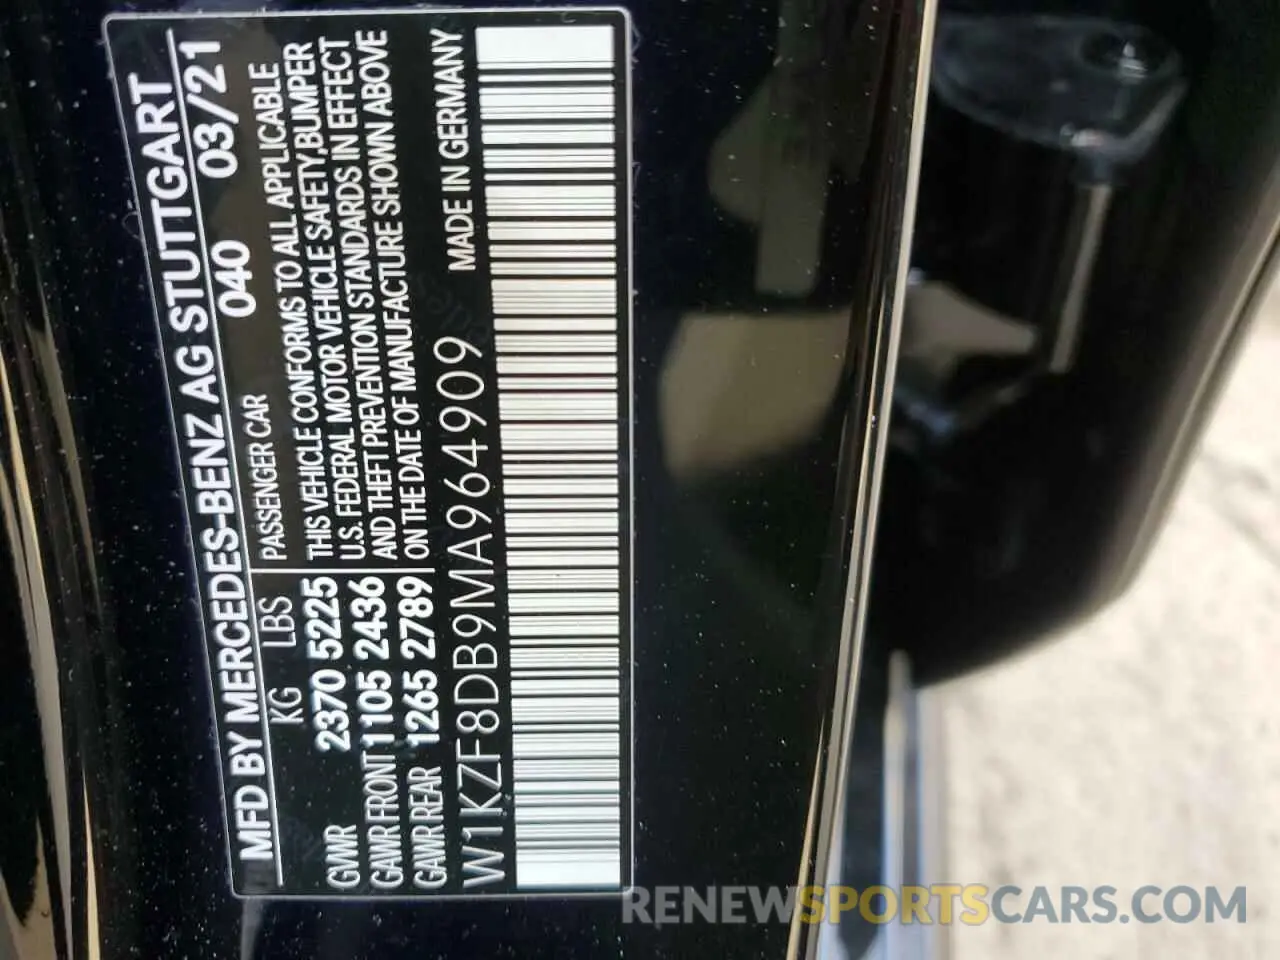 MFD BY MERCEDES-BENZ AG STUTTGART
KG LBS 040 03/21
GVWR 2370 5225
GAWR FRONT 1105 2436
GAWR REAR 1265 2789
PASSENGER CAR
THIS VEHICLE CONFORMS TO ALL APPLICABLE
U.S. FEDERAL MOTOR VEHICLE SAFETY,BUMPER
AND THEFT PREVENTION STANDARDS IN EFFECT
ON THE DATE OF MANUFACTURE SHOWN ABOVE
W1KZF8DB9MA964909 MADE IN GERMANY
RENEWSPORTSCARS.COM